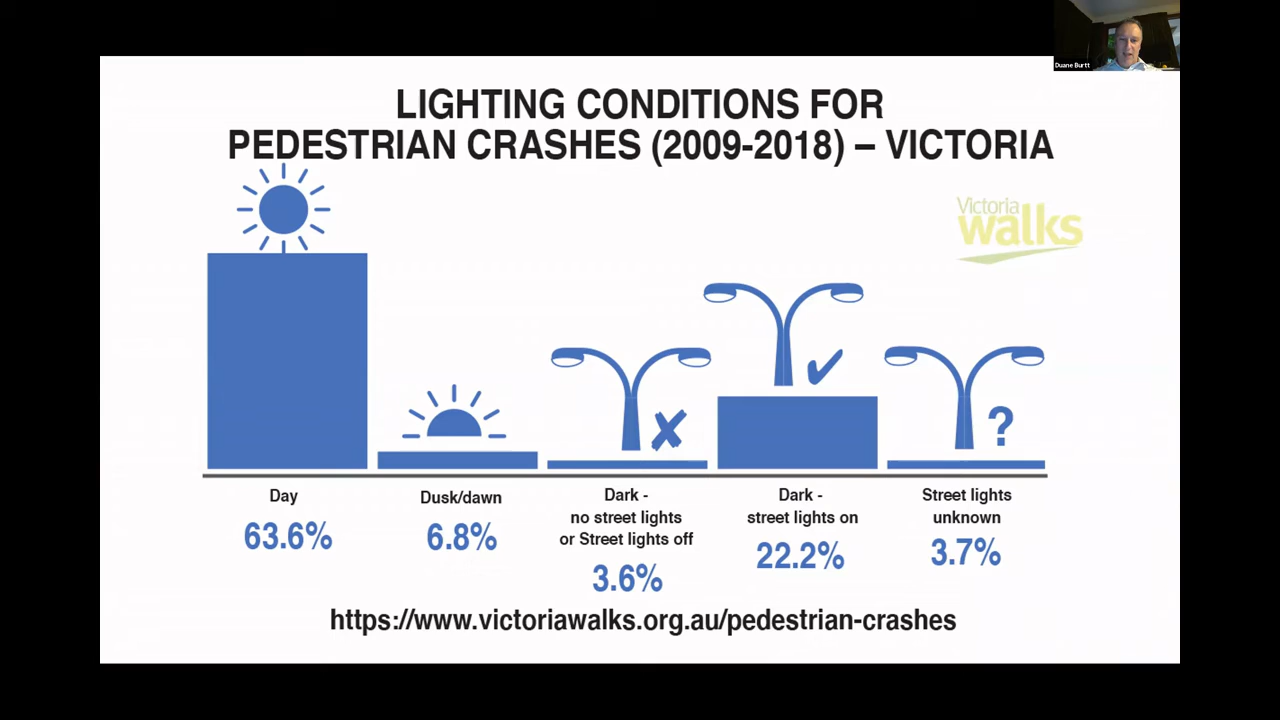 Duane Burtt
LIGHTING CONDITIONS FOR
PEDESTRIAN CRASHES (2009-2018) – VICTORIA
Victoria
walks
?
Day
63.6%
Dusk/dawn
6.8%
Dark -
no street lights
or Street lights off
3.6%
Dark -
street lights on
22.2%
Street lights
unknown
3.7%
https://www.victoriawalks.org.au/pedestrian-crashes